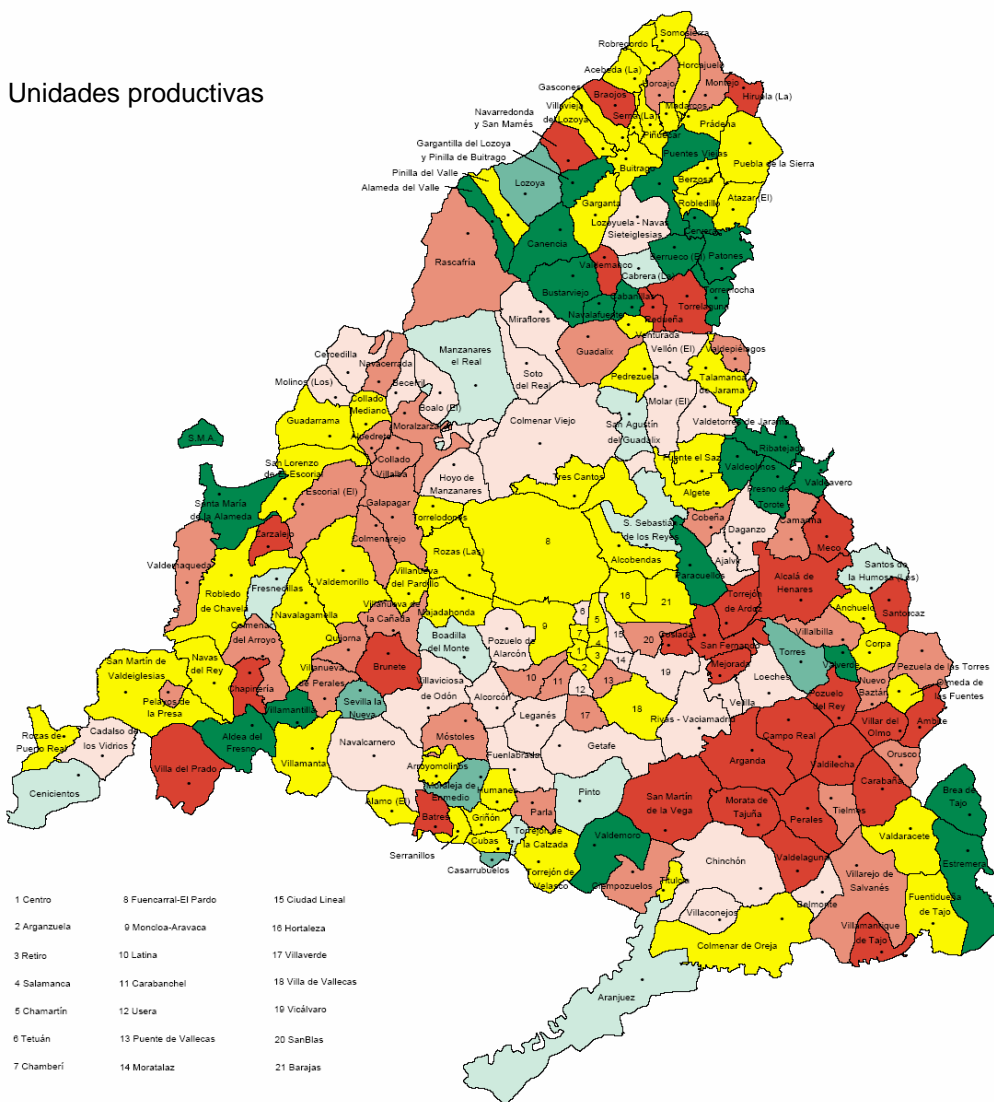 Unidades productivas
Somosierra
Robregordo
Acebeda (La)
Horcajuelo
Montejo
Gascones
Braojos
Horcajo
Hiruela (La)
Villavieja
del Lozoya
Madarcos
Navarredonda
y San Mamés
Serna (La)
Piñuecar
Prádena
Gargantilla del Lozoya
y Pinilla de Buitrago
Puentes Viejas
Puebla de la Sierra
Buitrago
Pinilla del Valle
Alameda del Valle
Lozoya
Berzosa
Garganta
Robledillo
Atazar (El)
Lozoyuela - Navas
Sieteiglesias
Cervera
Canencia
Berrueco (El)
Patones
Rascafría
Valdemanco
Cabrera (La)
Bustarviejo
Cabanillas
Torremocha
Torrelaguna
Navalafuente
Redueña
Miraflores
Venturada
Guadalix
Vellón (El)
Valdepiélagos
Cercedilla
Navacerrada
Manzanares
el Real
Soto
del Real
Pedrezuela
Talamanca
de Jarama
Molinos (Los)
Becerril
Collado
Mediano
Boalo (El)
Molar (El)
Guadarrama
Moralzarzal
Colmenar Viejo
San Agustín
del Guadalix
Valdetorres de Jarama
S.M.A.
Alpedrete
Collado
Villalba
Ribatejada
San Lorenzo
de el Escorial
Fuente el Saz
Valdeolmos
Escorial (El)
Hoyo de
Manzanares
Tres Cantos
Valdeavero
Fresno de
Torote
Santa María
de la Alameda
Galapagar
Torrelodones
Algete
S. Sebastián
de los Reyes
Cobeña
Camarma
Daganzo
Zarzalejo
Colmenarejo
8
Meco
Rozas (Las)
Alcobendas
Ajalvir
Valdemaqueda
Fresnedillas
Valdemorillo
Villanueva
del Pardillo
Paracuellos
Alcalá de
Henares
Santos de
la Humosa (Los)
Robledo
de Chavela
Navalagamella
Villanueva de
la Cañada
16
21
Torrejón
de Ardoz
Anchuelo
Santorcaz
Majadahonda
6
5
Colmenar
del Arroyo
Quijorna
Boadilla
del Monte
Pozuelo de
Alarcón
9
7
4
1
3
15
20
Coslada
San Fernando
Villalbilla
Corpa
San Martín de
Valdeiglesias
Navas
del Rey
Brunete
2
14
Mejorada
Torres
Valverde
Pezuela de las Torres
Villanueva
de Perales
Chapinería
Villaviciosa
de Odón
10
11
12
13
19
Loeches
Nuevo
Baztán
Olmeda de
las Fuentes
Pelayos de
la Presa
Villamantilla
Sevilla la
Nueva
Alcorcón
Leganés
17
18
Velilla
Pozuelo
del Rey
Rozas de
Puerto Real
Cadalso de
los Vidrios
Aldea del
Fresno
Móstoles
Rivas - Vaciamadrid
Villar del
Olmo
Ambite
Navalcarnero
Getafe
Campo Real
Orusco
Villamanta
Fuenlabrada
Arganda
Valdilecha
Villa del Prado
Arroyomolinos
Moraleja de
Enmedio
Humanes
Pinto
Carabaña
Cenicientos
Alamo (El)
San Martín
de la Vega
Morata de
Tajuña
Tielmes
Brea de
Tajo
Batres
Griñón
Parla
Perales
Cubas
Torrejón de
la Calzada
Valdemoro
Valdaracete
Serranillos
Casarrubuelos
Torrejón de
Velasco
Chinchón
Valdelaguna
Estremera
Ciempozuelos
Titulcia
Villarejo de
Salvanés
Belmonte
Fuentidueña
de Tajo
Villaconejos
Villamanrique
de Tajo
Colmenar de Oreja
Aranjuez
1 Centro
8 Fuencarral-El Pardo
15 Ciudad Lineal
2 Arganzuela
9 Moncloa-Aravaca
16 Hortaleza
3 Retiro
10 Latina
17 Villaverde
4 Salamanca
11 Carabanchel
18 Villa de Vallecas
5 Chamartín
12 Usera
19 Vicálvaro
6 Tetuán
13 Puente de Vallecas
20 SanBlas
7 Chamberí
14 Moratalaz
21 Barajas